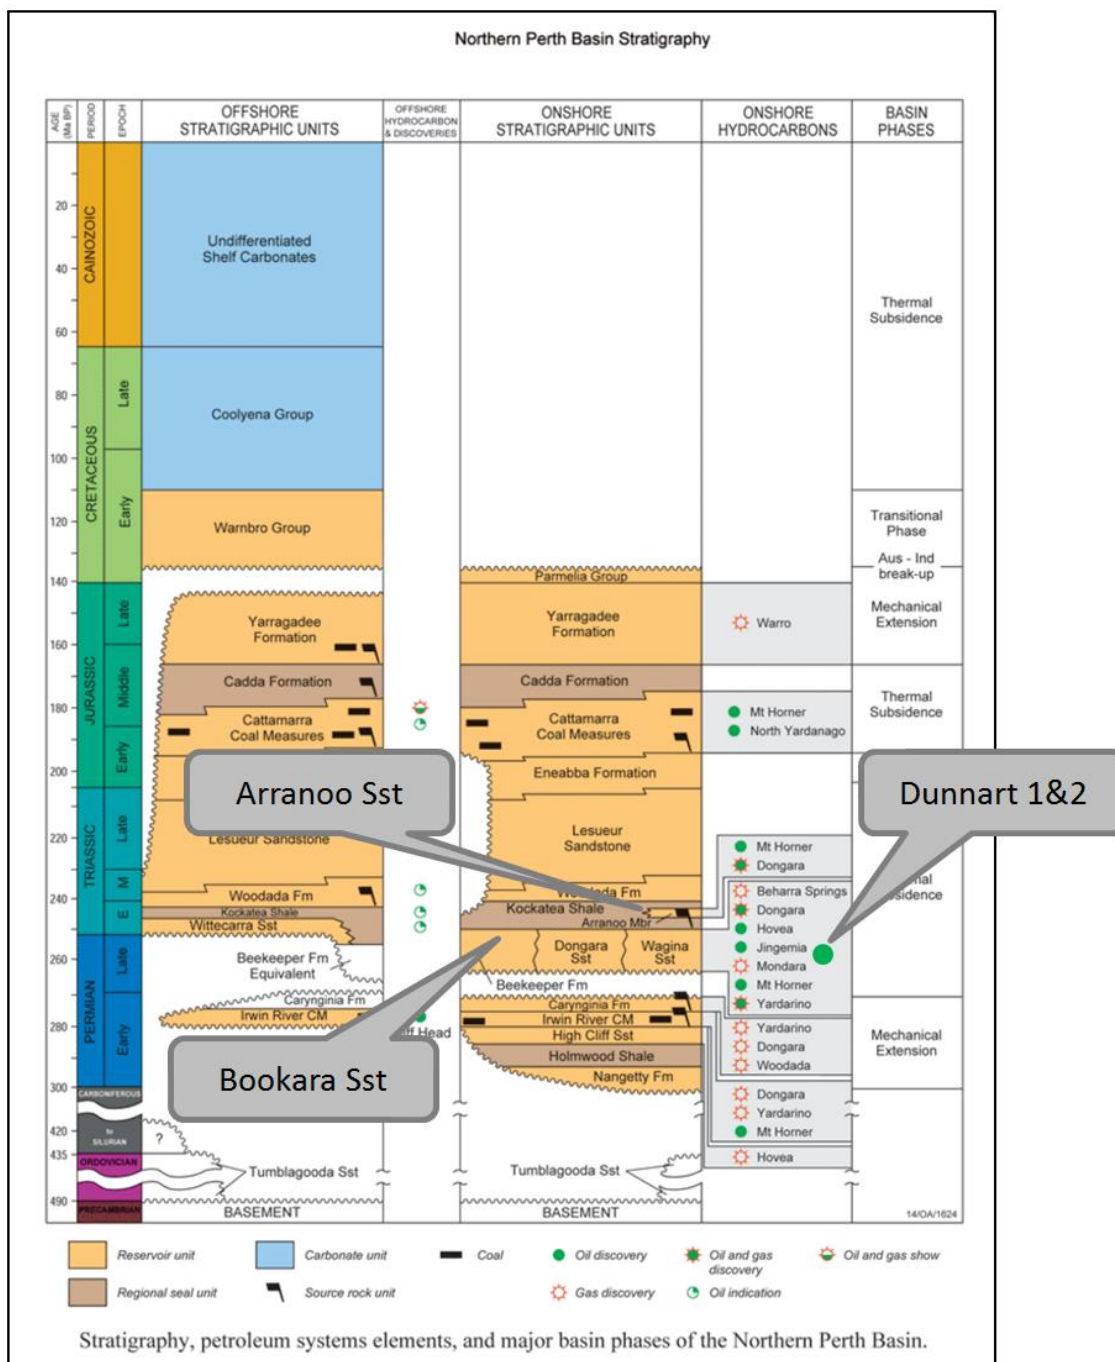 Northern Perth Basin Stratigraphy
AGE
(Ma BP)
PERIOD
EPOCH
OFFSHORE
STRATIGRAPHIC UNITS
OFFSHORE
HYDROCARBON
& DISCOVERIES
ONSHORE
STRATIGRAPHIC UNITS
ONSHORE
HYDROCARBONS
BASIN
PHASES
20
40
60
80
100
120
140
160
180
200
220
240
260
280
300
420
435
490
CAINOZOIC
CRETACEOUS
JURASSIC
TRIASSIC
PERMIAN
CARBONIFEROUS
to
SILURIAN
ORDOVICIAN
PRECAMBRIAN
Late
Early
Late
Middle
Early
Late
M
E
Late
Early
Undifferentiated
Shelf Carbonates
Coolyena Group
Warnbro Group
Yarragadee
Formation
Cadda Formation
Cattamarra
Coal Measures
Lesueur Sandstone
Woodada Fm
Kockatea Shale
Wittecarra Sst
Beekeeper Fm
Equivalent
Carynginia Fm
Irwin River CM
?
Tumblagooda Sst
BASEMENT
iff Head
Parmelia Group
Yarragadee
Formation
Cadda Formation
Cattamarra
Coal Measures
Eneabba Formation
Lesueur
Sandstone
Woodada Fm
Kockatea Shale
Arranoo Mbr
Dongara
Sst
Wagina
Sst
Beekeeper Fm
Carynginia Fm
Irwin River CM
High Cliff Sst
Holmwood Shale
Nangetty Fm
Tumblagooda Sst
BASEMENT
Warro
Mt Horner
North Yardanago
Mt Horner
Dongara
Beharra Springs
Dongara
Hovea
Jingemia
Mondara
Mt Horner
Yardarino
Yardarino
Dongara
Woodada
Dongara
Yardarino
Mt Horner
Hovea
Thermal
Subsidence
Transitional
Phase
Aus - Ind
break-up
Mechanical
Extension
Thermal
Subsidence
mal
sidence
Mechanical
Extension
14/OA/1624
Arranoo Sst
Dunnart 1&2
Bookara Sst
Reservoir unit
Carbonate unit
Coal
Oil discovery
Oil and gas
discovery
Oil and gas show
Regional seal unit
Source rock unit
Gas discovery
Oil indication
Stratigraphy, petroleum systems elements, and major basin phases of the Northern Perth Basin.